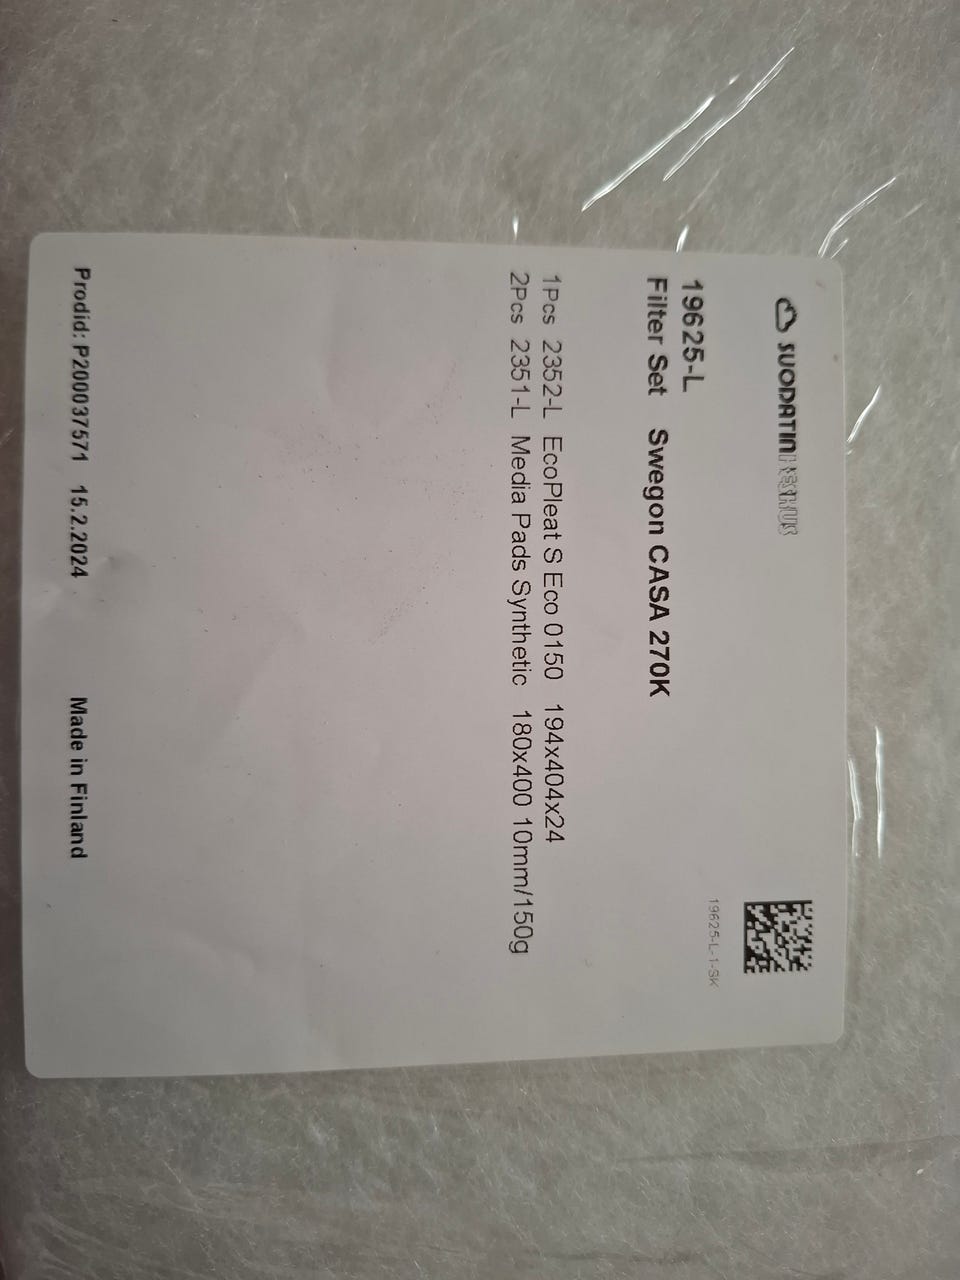 SUODATINKESKUS
19625-L
Filter Set Swegon CASA 270K
19625-L-1-SK
1Pcs 2352-L EcoPleat S Eco 0150 194x404x24
2Pcs 2351-L Media Pads Synthetic 180x400 10mm/150g
Prodid: P200037571 15.2.2024 Made in Finland